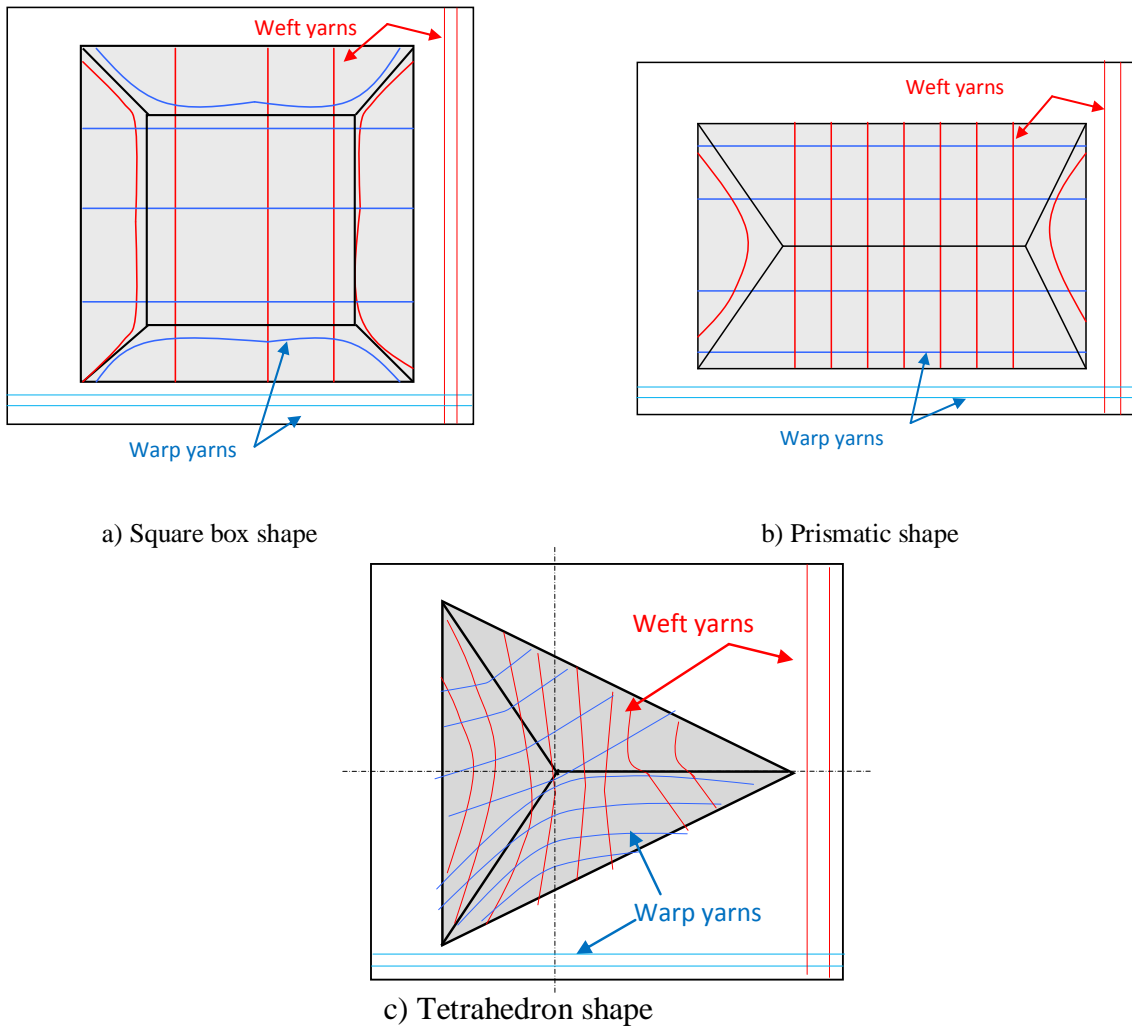 Weft yarns
Weft yarns
Warp yarns
Warp yarns
a) Square box shape
b) Prismatic shape
Weft yarns
Warp yarns
c) Tetrahedron shape